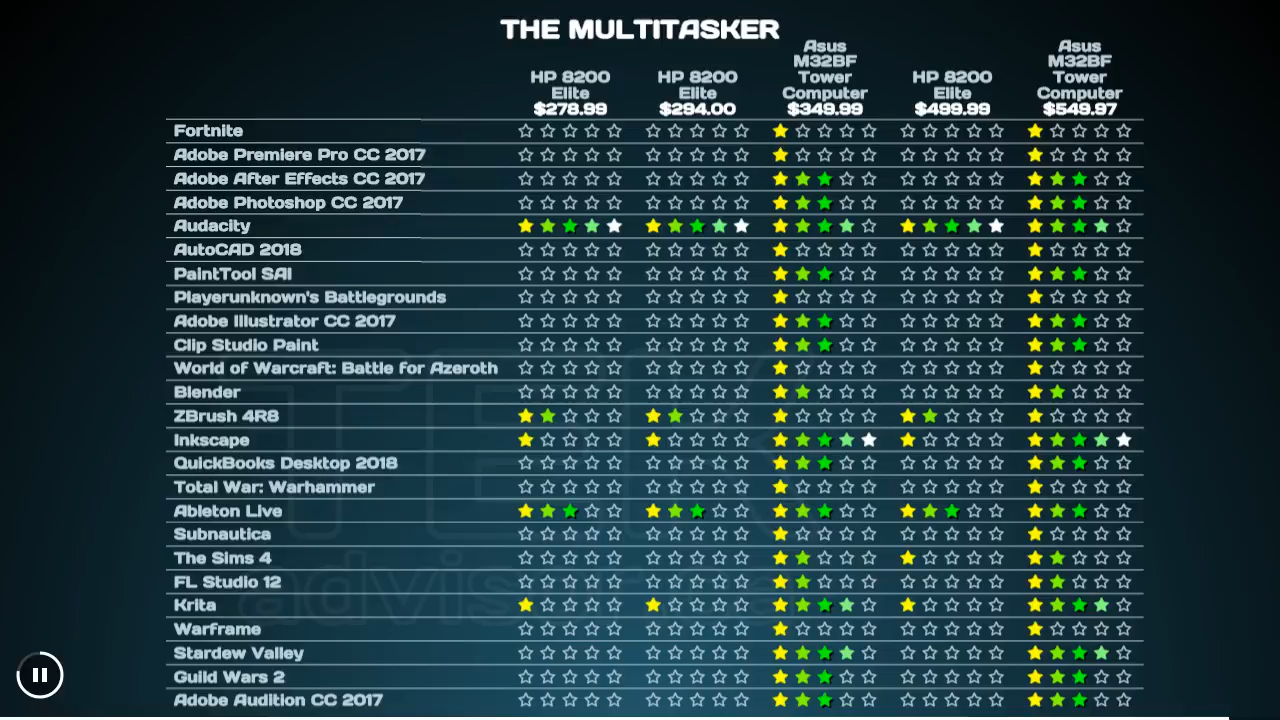 THE MULTITASKER
HP 8200
Elite
$278.99
HP 8200
Elite
$294.00
Asus
M32BF
Tower
Computer
$349.99
HP 8200
Elite
$499.99
Asus
M32BF
Tower
Computer
$549.97
Fortnite
Adobe Premiere Pro CC 2017
Adobe After Effects CC 2017
Adobe Photoshop CC 2017
Audacity
AutoCAD 2018
PaintTool SAI
Playerunknown's Battlegrounds
Adobe Illustrator CC 2017
Clip Studio Paint
World of Warcraft: Battle for Azeroth
Blender
ZBrush 4R8
Inkscape
QuickBooks Desktop 2018
Total War: Warhammer
Ableton Live
Subnautica
The Sims 4
FL Studio 12
Krita
Warframe
Stardew Valley
Guild Wars 2
Adobe Audition CC 2017